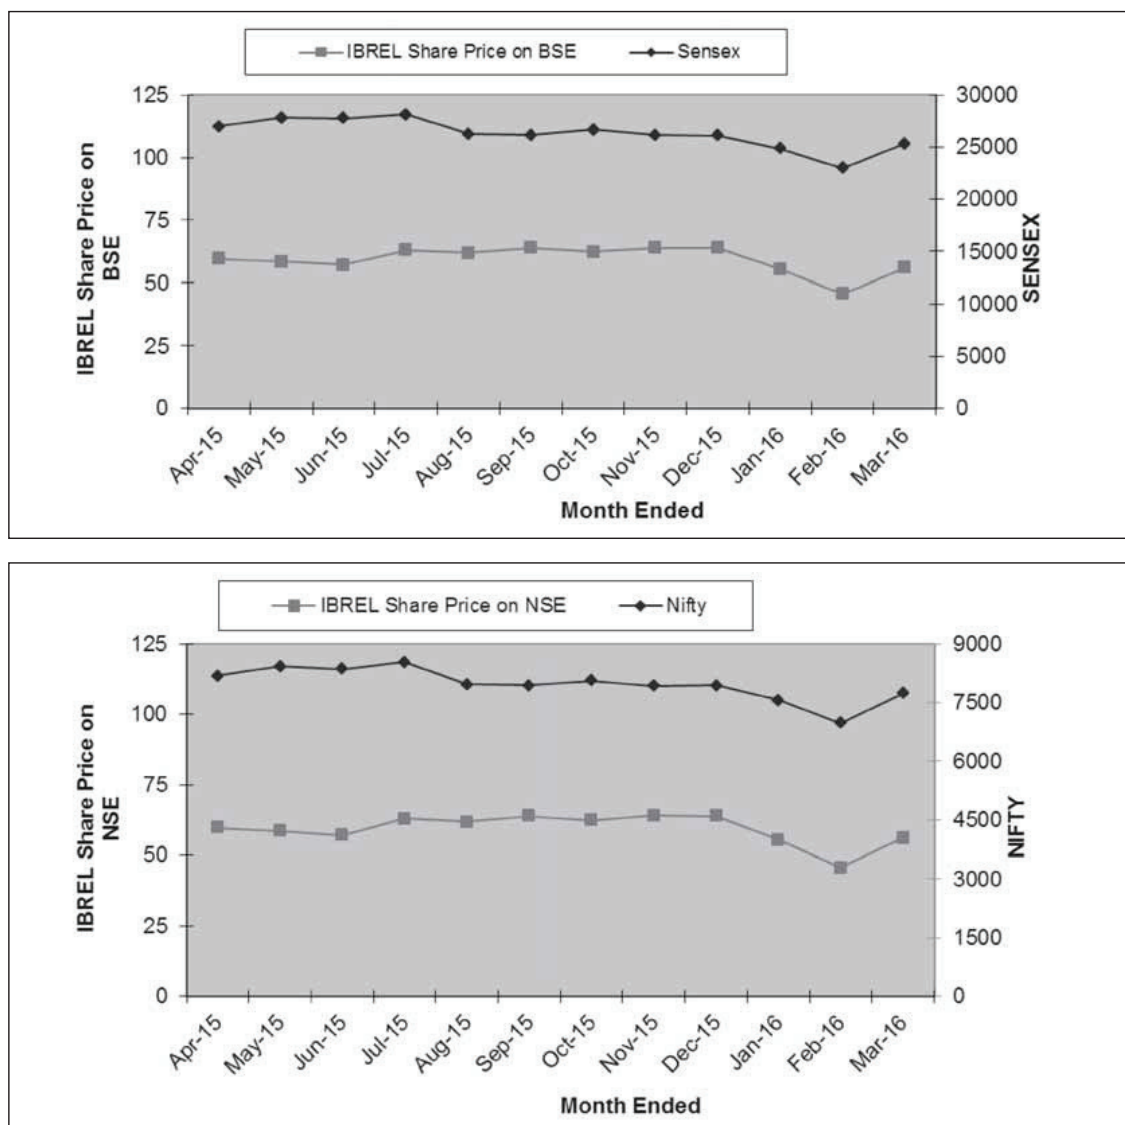 IBREL Share Price on BSE Sensex
125
100
75
50
25
0
IBREL Share Price on
BSE
30000
25000
20000
15000
10000
5000
0
SENSEX
Apr-15 May-15 Jun-15 Jul-15 Aug-15 Sep-15 Oct-15 Nov-15 Dec-15 Jan-16 Feb-16 Mar-16
Month Ended
IBREL Share Price on NSE Nifty
125
100
75
50
25
0
IBREL Share Price on
NSE
9000
7500
6000
4500
3000
1500
0
NIFTY
Apr-15 May-15 Jun-15 Jul-15 Aug-15 Sep-15 Oct-15 Nov-15 Dec-15 Jan-16 Feb-16 Mar-16
Month Ended